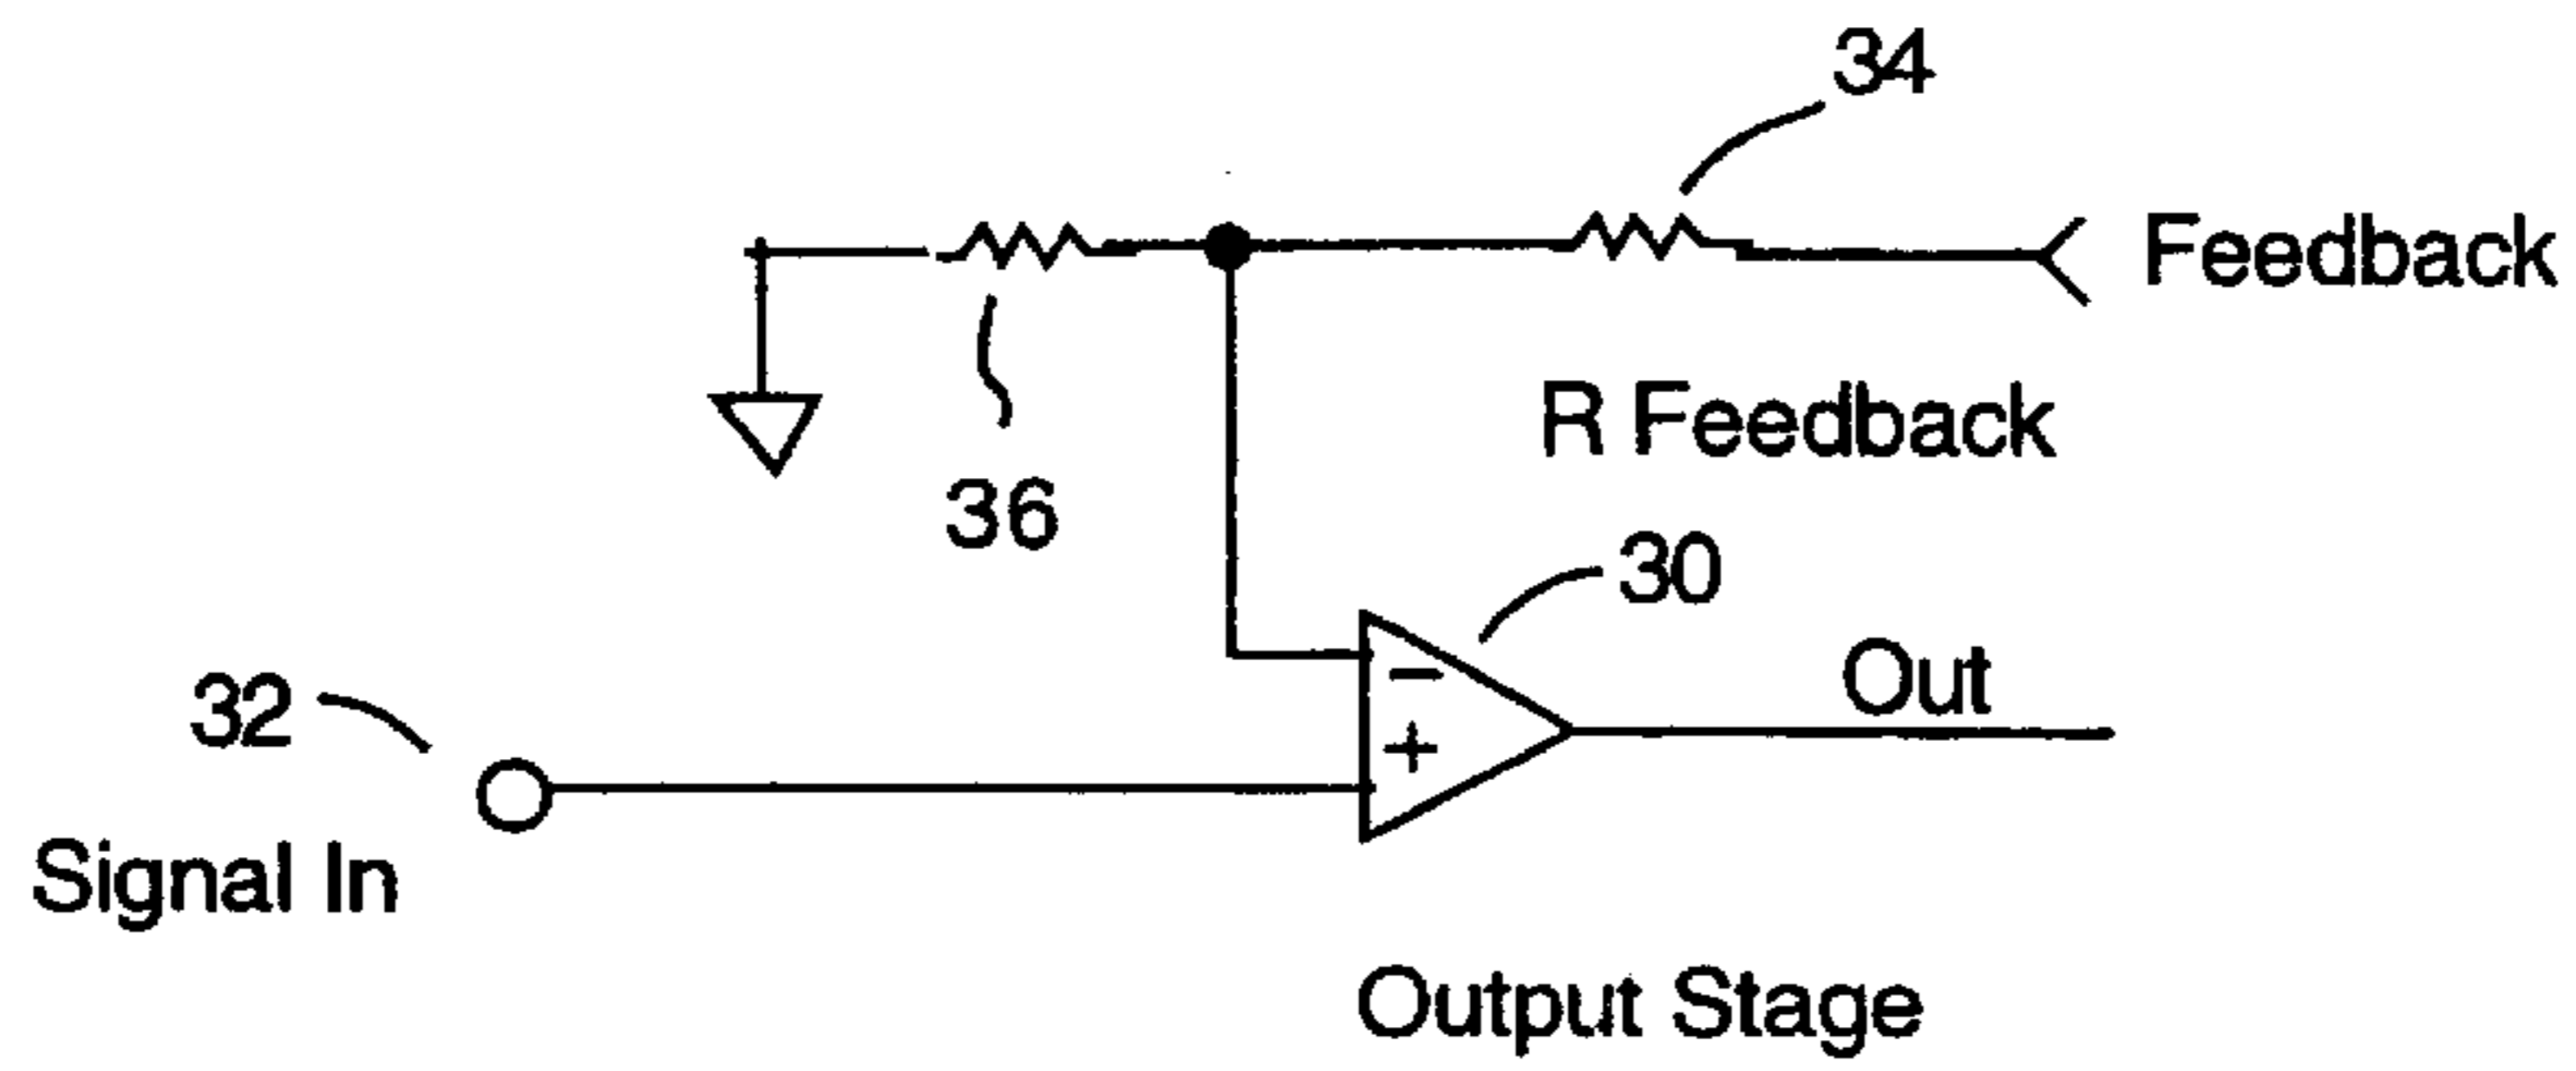 34
Feedback
R Feedback
36
30
Out
32
Signal In
-
+
Output Stage